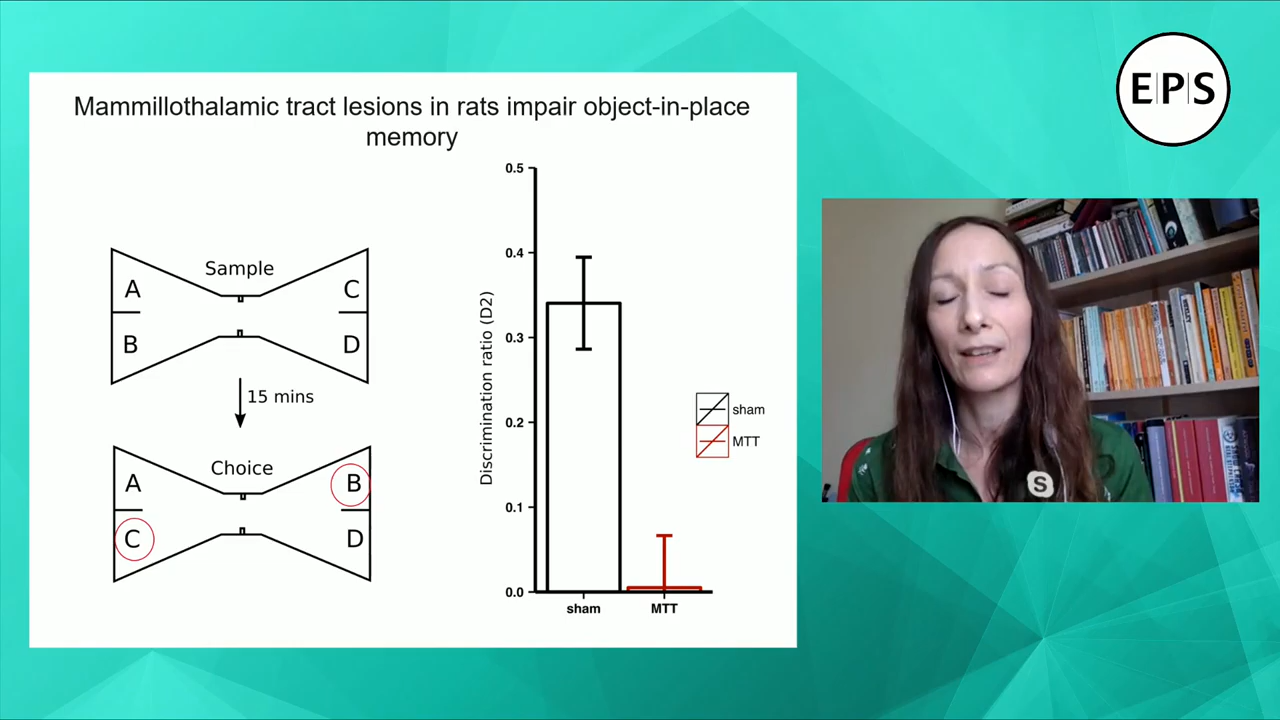 Mammillothalamic tract lesions in rats impair object-in-place
memory
Sample
A
C
B
D
15 mins
Choice
A
B
C
D
Discrimination ratio (D2)
0.5
0.4
0.3
0.2
0.1
0.0
sham
MTT
sham
MTT
E|P|S
S